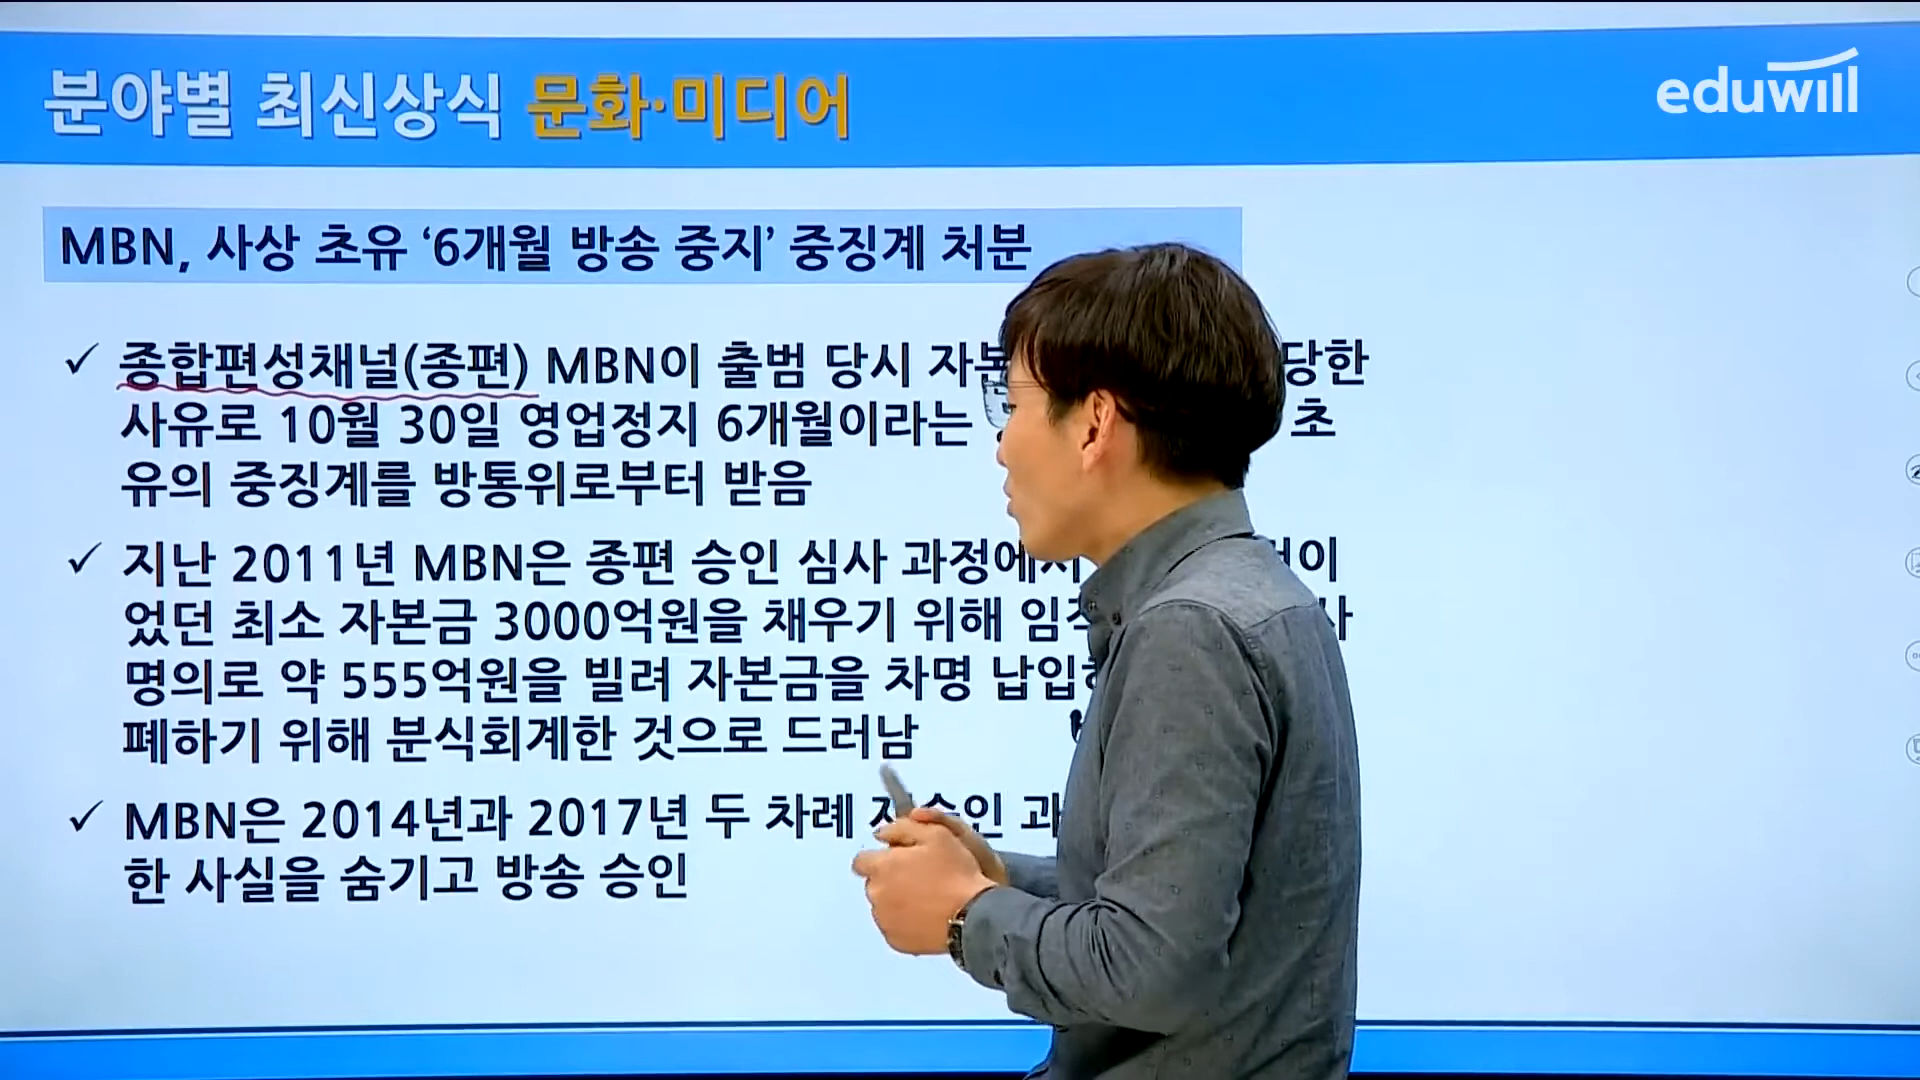 분야별 최신상식 문화·미디어
eduwill
MBN, 사상 초유 ‘6개월 방송 중지’ 중징계 처분
✓ 종합편성채널(종편) MBN이 출범 당시 당한
사유로 10월 30일 영업정지 6개월이라는 초
유의 중징계를 방통위로부터 받음
✓ 지난 2011년 MBN은 종편 승인 심사 과정에서
었던 최소 자본금 3000억원을 채우기 위해
명의로 약 555억원을 빌려 자본금을 차명
폐하기 위해 분식회계한 것으로 드러남
✓ MBN은 2014년과 2017년 두 차례
한 사실을 숨기고 방송 승인